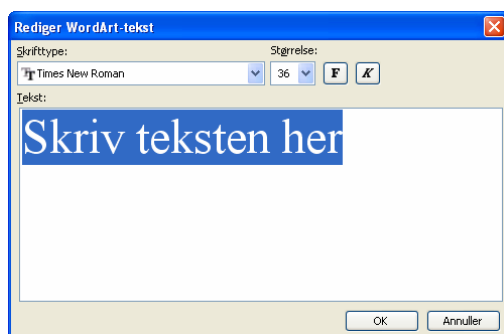 Rediger WordArt-tekst
Skrifttype: Størrelse:
Times New Roman 36 F K
Tekst:
Skriv teksten her
OK Annuller